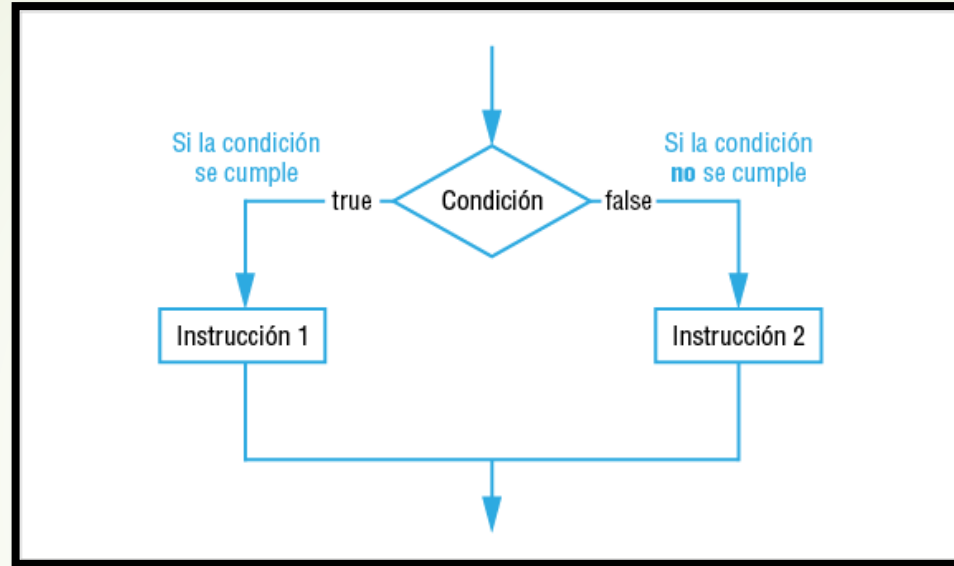 Si la condición
se cumple
Si la condición
no se cumple
true
Condición
false
Instrucción 1
Instrucción 2